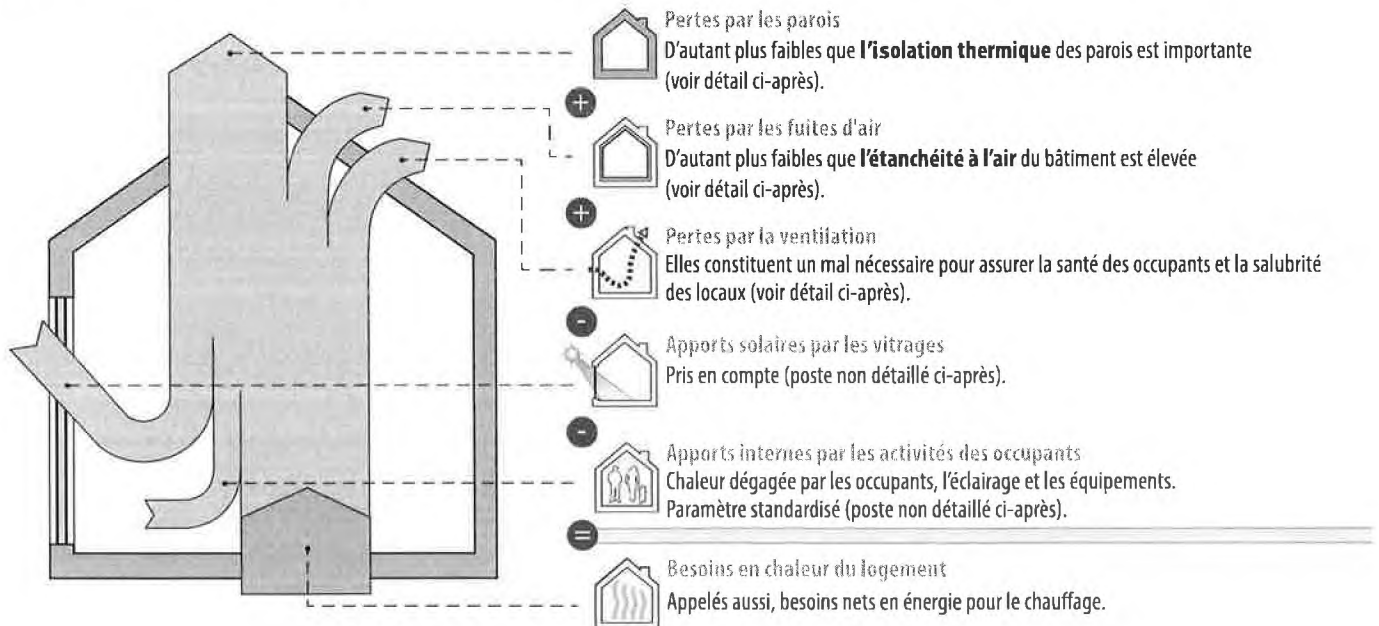 Pertes par les parois
D'autant plus faibles que l'isolation thermique des parois est importante
(voir détail ci-après).
+
Pertes par les fuites d'air
D'autant plus faibles que l'étanchéité à l'air du bâtiment est élevée
(voir détail ci-après).
+
Pertes par la ventilation
Elles constituent un mal nécessaire pour assurer la santé des occupants et la salubrité
des locaux (voir détail ci-après).
-
Apports solaires par les vitrages
Pris en compte (poste non détaillé ci-après).
-
Apports internes par les activités des occupants
Chaleur dégagée par les occupants, l'éclairage et les équipements.
Paramètre standardisé (poste non détaillé ci-après).
=
Besoins en chaleur du logement
Appelés aussi, besoins nets en énergie pour le chauffage.